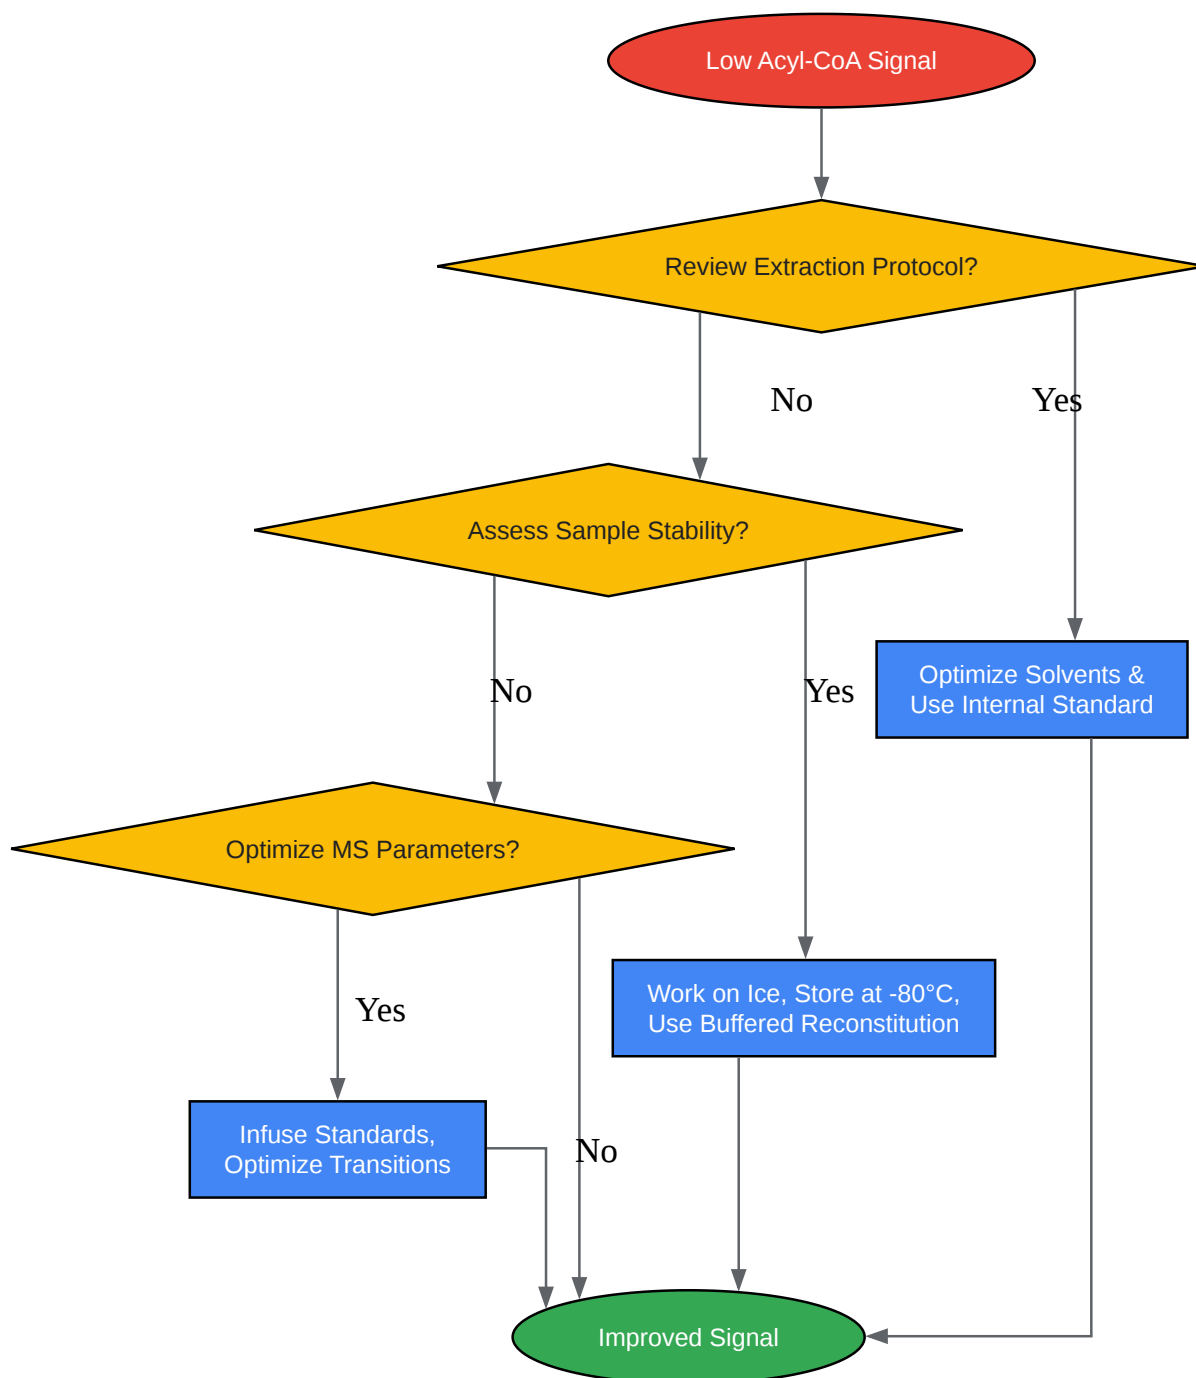 Low Acyl-CoA Signal
Review Extraction Protocol?
No
Yes
Assess Sample Stability?
Optimize Solvents &
Use Internal Standard
No
Yes
Optimize MS Parameters?
Work on Ice, Store at -80°C,
Use Buffered Reconstitution
Yes
Infuse Standards,
Optimize Transitions
No
Improved Signal